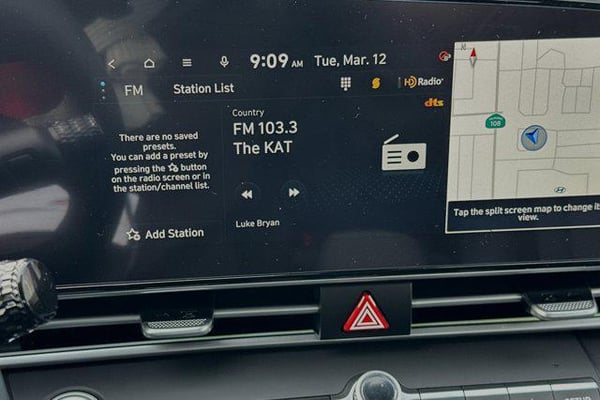 9:09 AM Tue, Mar. 12
FM Station List
HD Radio
dts
There are no saved
presets.
You can add a preset by
pressing the button
on the radio screen or in
the station/channel list.
Add Station
Country
FM 103.3
The KAT
Luke Bryan
N
108
Tap the split screen map to change it
view.
SETUP